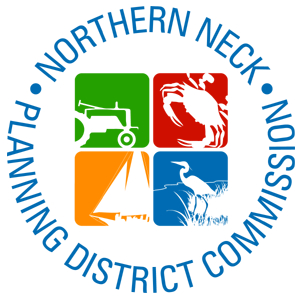 NORTHERN NECK
PLANNING DISTRICT COMMISSION